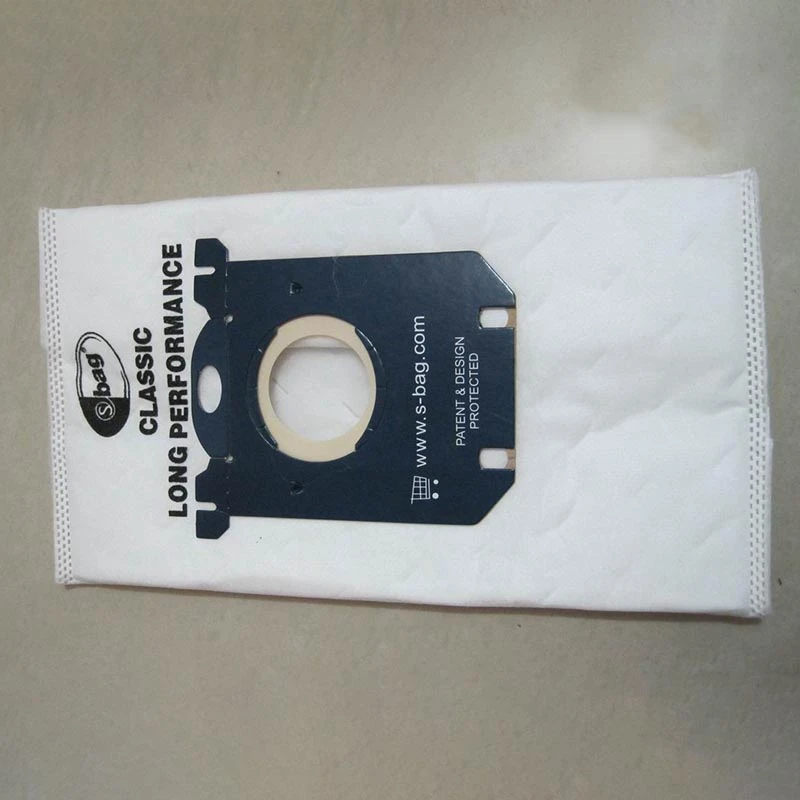 s-bag®
CLASSIC
LONG PERFORMANCE
www.s-bag.com
PATENT & DESIGN
PROTECTED